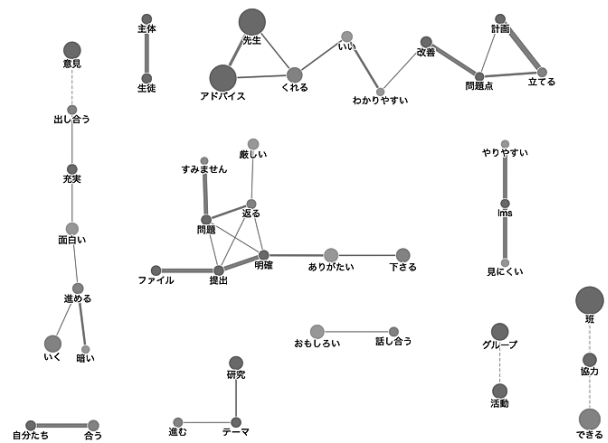 主体
先生
いい
改善
計画
意見
生徒
アドバイス
くれる
わかりやすい
問題点
立てる
出し合う
厳しい
やりやすい
すみません
充実
返る
lms
問題
面白い
明確
ありがたい
下さる
見にくい
ファイル
提出
進める
班
おもしろい
話し合う
グループ
いく
暗い
研究
協力
活動
自分たち
合う
進む
テーマ
できる